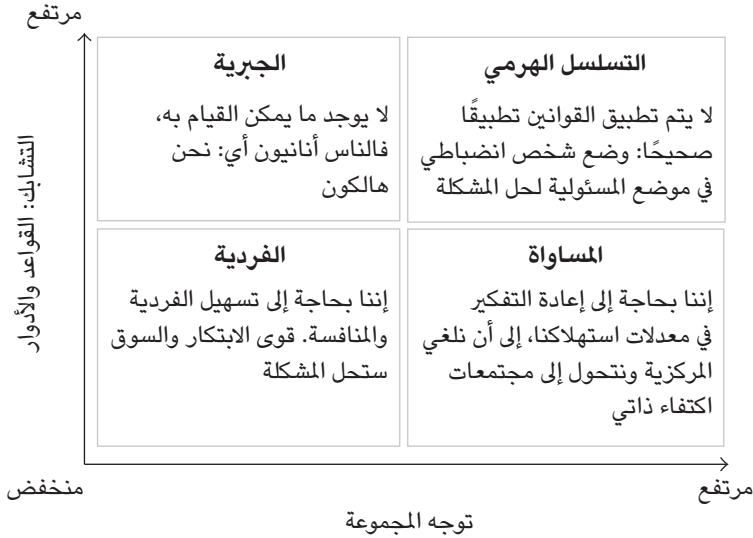 مرتفع
التسلسل الهرمي
لا يتم تطبيق القوانين تطبيقًا
صحيحًا: وضع شخص انضباطي
في موضع المسئولية لحل المشكلة
الجبرية
لا يوجد ما يمكن القيام به،
فالناس أنانيون أي: نحن
هالكون
التشابك: القواعد والأدوار
المساواة
إننا بحاجة إلى إعادة التفكير
في معدلات استهلاكنا، إلى أن نلغي
المركزية ونتحول إلى مجتمعات
اكتفاء ذاتي
الفردية
إننا بحاجة إلى تسهيل الفردية
والمنافسة. قوى الابتكار والسوق
ستحل المشكلة
مرتفع
منخفض
توجه المجموعة